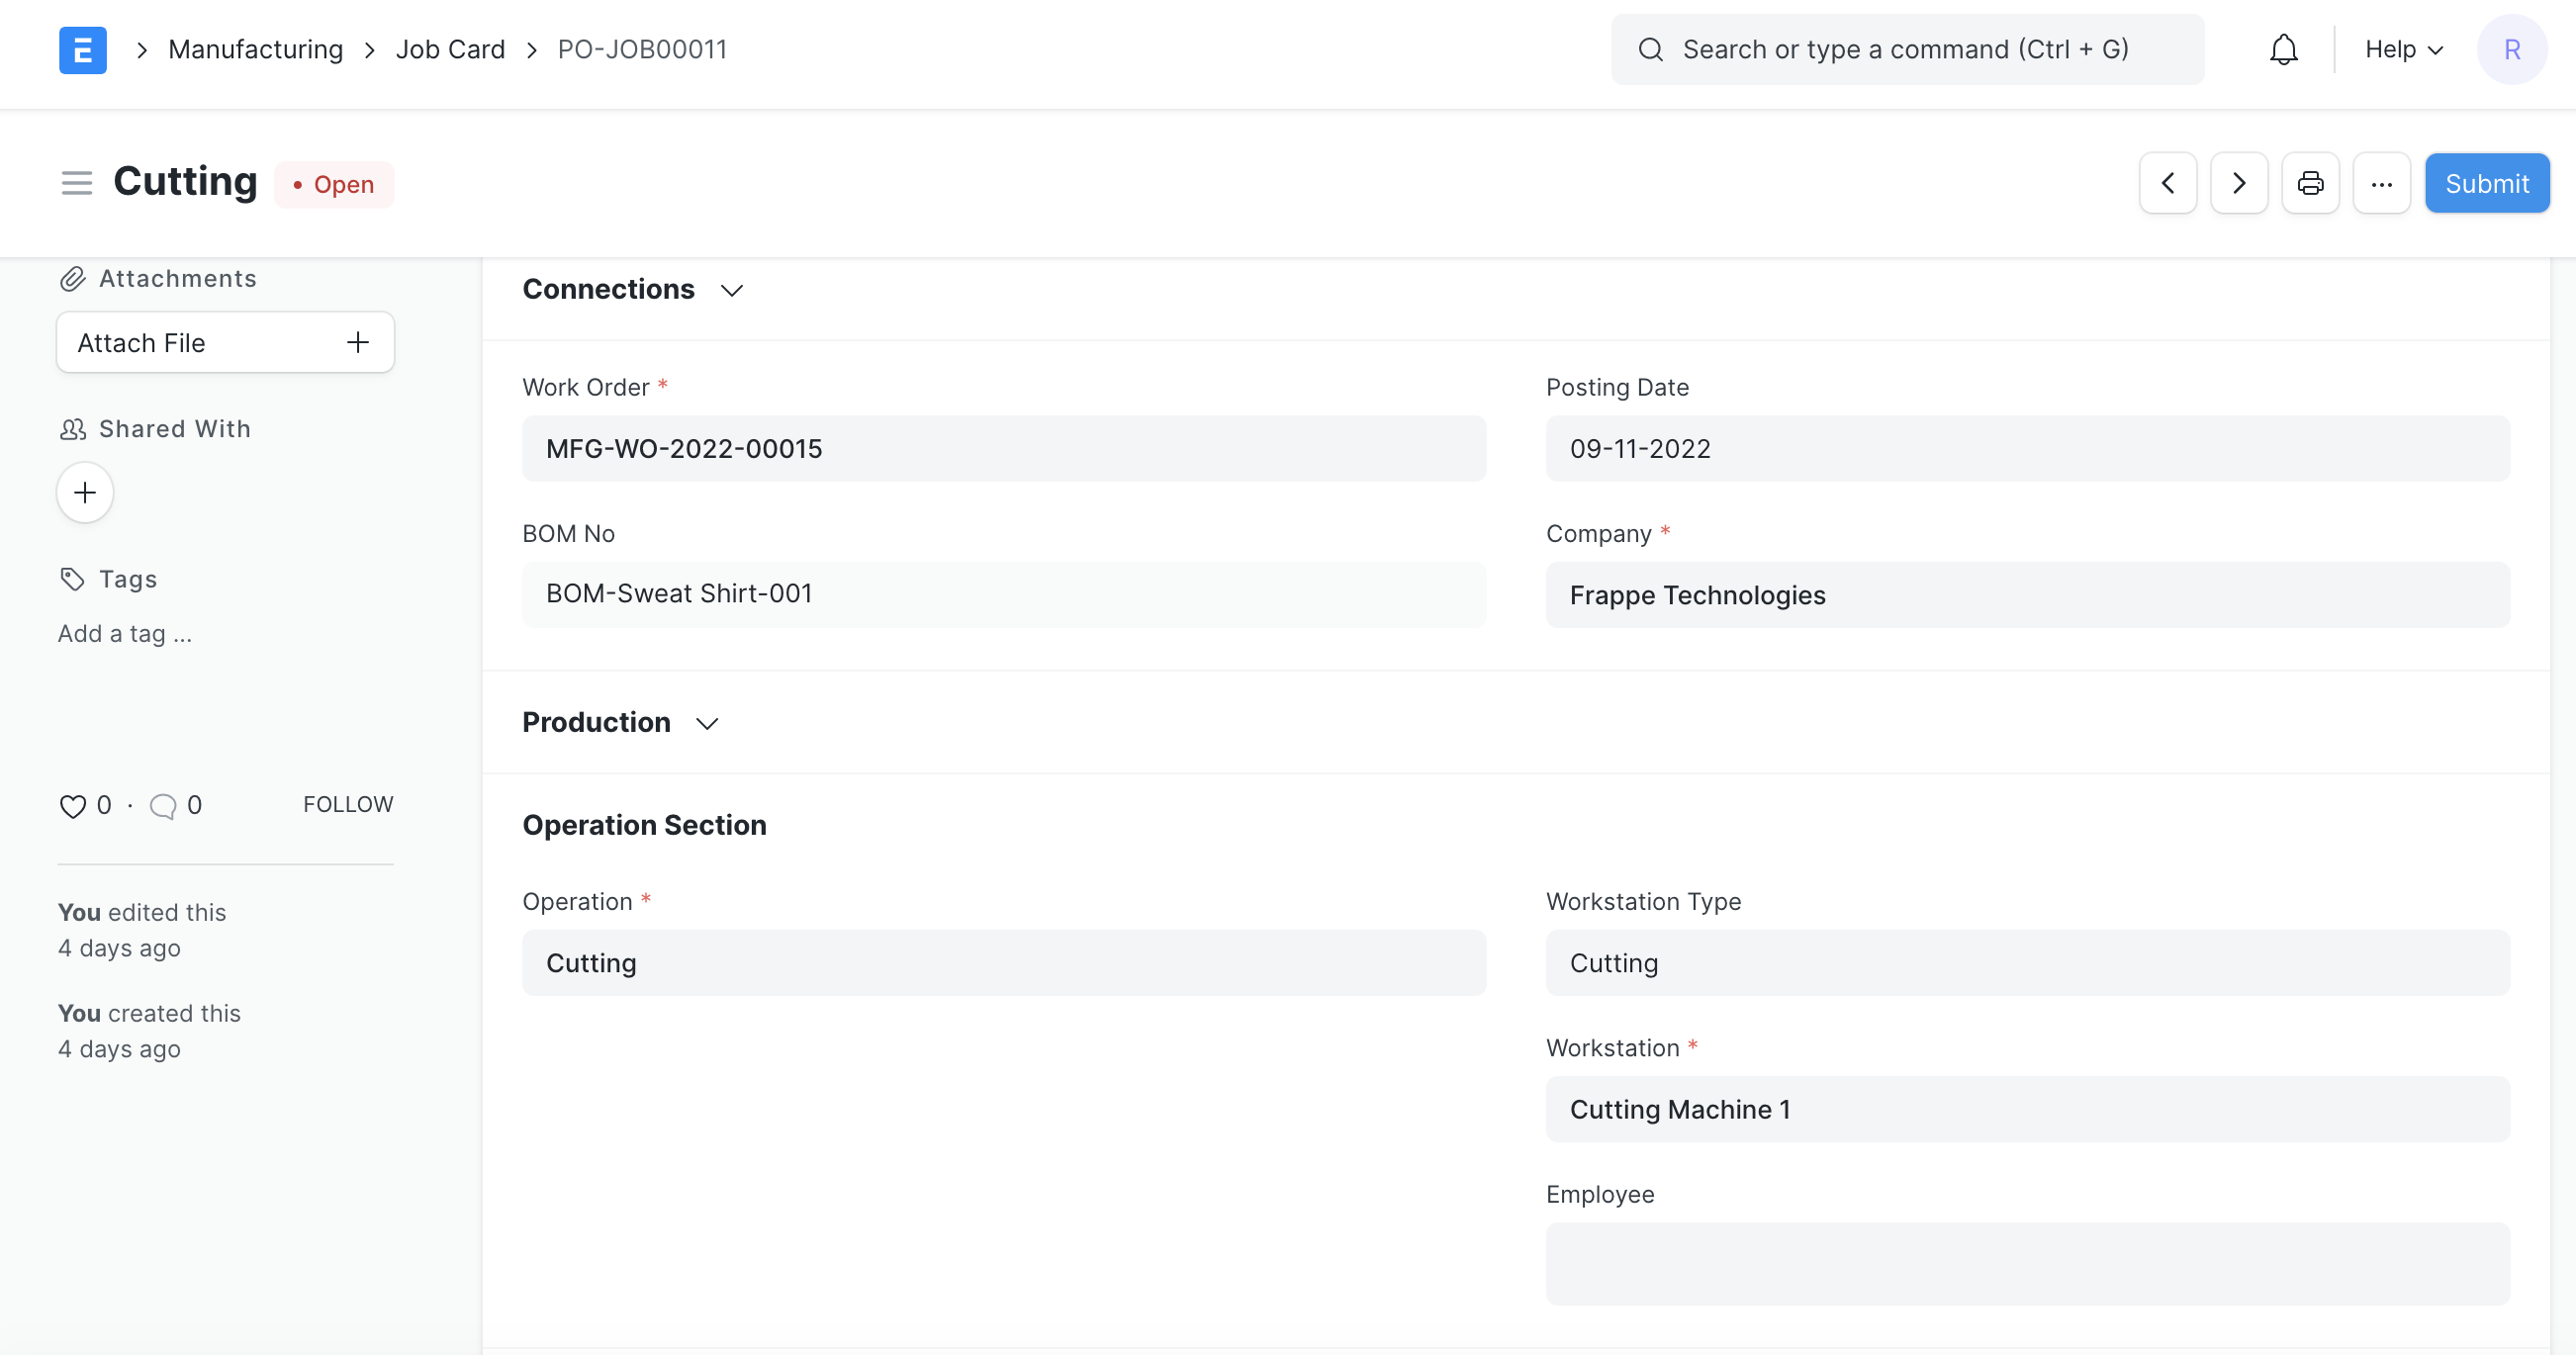 E Manufacturing Job Card PO-JOB00011
Search or type a command (Ctrl + G)
Help
R
Cutting
• Open
...
Submit
Attachments
Attach File
Shared With
Tags
Add a tag ...
0 · 0 FOLLOW
You edited this
4 days ago
You created this
4 days ago
Connections
Work Order *
MFG-WO-2022-00015
Posting Date
09-11-2022
BOM No
BOM-Sweat Shirt-001
Company *
Frappe Technologies
Production
Operation Section
Operation *
Cutting
Workstation Type
Cutting
Workstation *
Cutting Machine 1
Employee